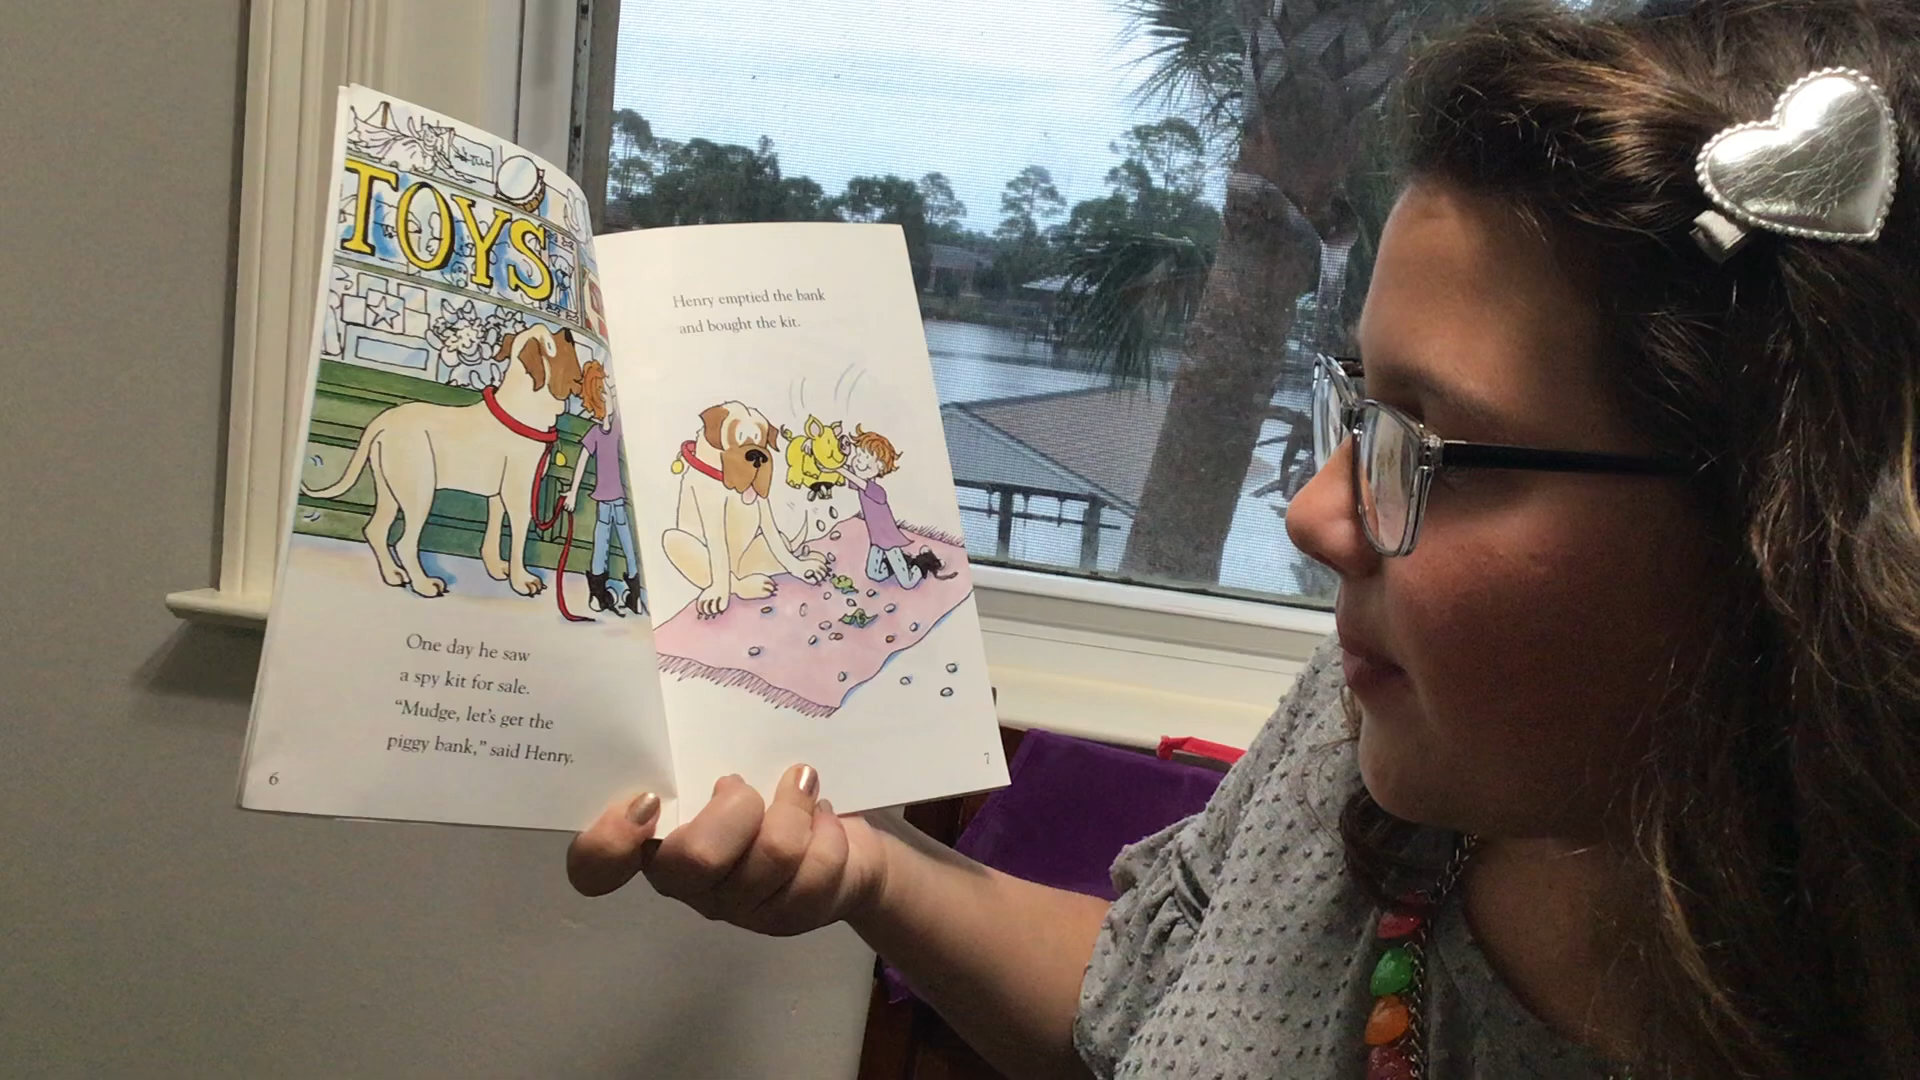 TOYS
One day he saw
a spy kit for sale.
“Mudge, let’s get the
piggy bank,” said Henry.
6
Henry emptied the bank
and bought the kit.
7